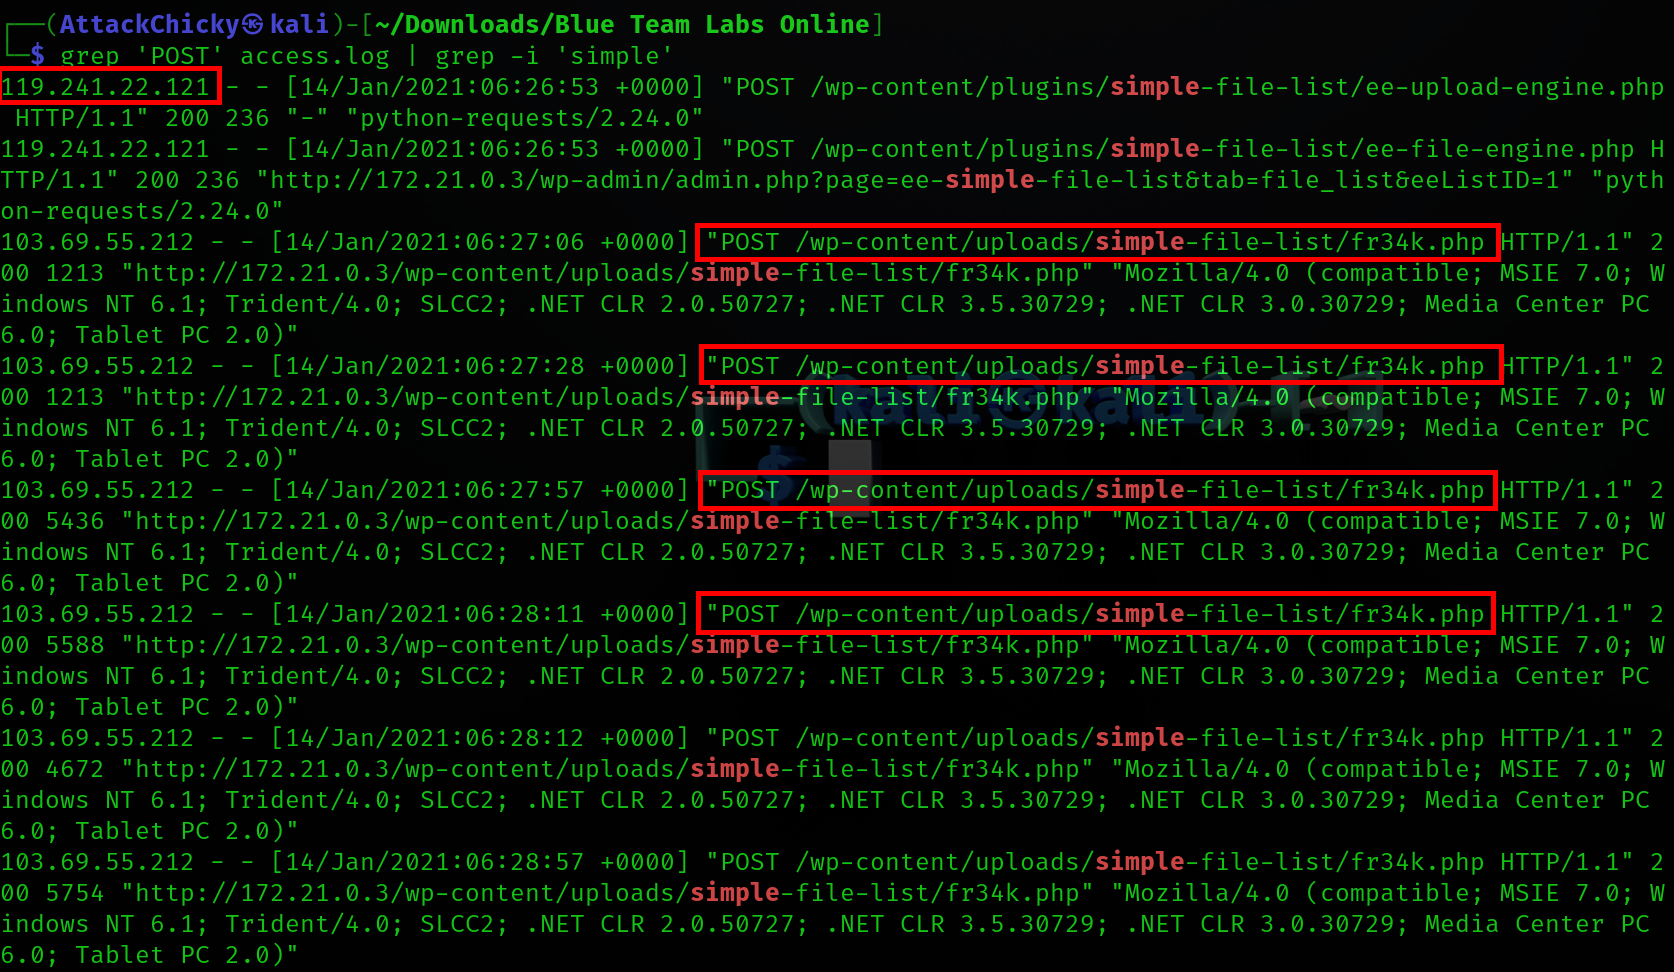 ┌──(AttackChicky㉿kali)-[~/Downloads/Blue Team Labs Online]
└─$ grep 'POST' access.log | grep -i 'simple'
119.241.22.121 - - [14/Jan/2021:06:26:53 +0000] "POST /wp-content/plugins/simple-file-list/ee-upload-engine.php
 HTTP/1.1" 200 236 "-" "python-requests/2.24.0"
119.241.22.121 - - [14/Jan/2021:06:26:53 +0000] "POST /wp-content/plugins/simple-file-list/ee-file-engine.php H
TTP/1.1" 200 236 "http://172.21.0.3/wp-admin/admin.php?page=ee-simple-file-list&tab=file_list&eeListID=1" "pyth
on-requests/2.24.0"
103.69.55.212 - - [14/Jan/2021:06:27:06 +0000] "POST /wp-content/uploads/simple-file-list/fr34k.php HTTP/1.1" 2
00 1213 "http://172.21.0.3/wp-content/uploads/simple-file-list/fr34k.php" "Mozilla/4.0 (compatible; MSIE 7.0; W
indows NT 6.1; Trident/4.0; SLCC2; .NET CLR 2.0.50727; .NET CLR 3.5.30729; .NET CLR 3.0.30729; Media Center PC 
6.0; Tablet PC 2.0)"
103.69.55.212 - - [14/Jan/2021:06:27:28 +0000] "POST /wp-content/uploads/simple-file-list/fr34k.php HTTP/1.1" 2
00 1213 "http://172.21.0.3/wp-content/uploads/simple-file-list/fr34k.php" "Mozilla/4.0 (compatible; MSIE 7.0; W
indows NT 6.1; Trident/4.0; SLCC2; .NET CLR 2.0.50727; .NET CLR 3.5.30729; .NET CLR 3.0.30729; Media Center PC 
6.0; Tablet PC 2.0)"
103.69.55.212 - - [14/Jan/2021:06:27:57 +0000] "POST /wp-content/uploads/simple-file-list/fr34k.php HTTP/1.1" 2
00 5436 "http://172.21.0.3/wp-content/uploads/simple-file-list/fr34k.php" "Mozilla/4.0 (compatible; MSIE 7.0; W
indows NT 6.1; Trident/4.0; SLCC2; .NET CLR 2.0.50727; .NET CLR 3.5.30729; .NET CLR 3.0.30729; Media Center PC 
6.0; Tablet PC 2.0)"
103.69.55.212 - - [14/Jan/2021:06:28:11 +0000] "POST /wp-content/uploads/simple-file-list/fr34k.php HTTP/1.1" 2
00 5588 "http://172.21.0.3/wp-content/uploads/simple-file-list/fr34k.php" "Mozilla/4.0 (compatible; MSIE 7.0; W
indows NT 6.1; Trident/4.0; SLCC2; .NET CLR 2.0.50727; .NET CLR 3.5.30729; .NET CLR 3.0.30729; Media Center PC 
6.0; Tablet PC 2.0)"
103.69.55.212 - - [14/Jan/2021:06:28:12 +0000] "POST /wp-content/uploads/simple-file-list/fr34k.php HTTP/1.1" 2
00 4672 "http://172.21.0.3/wp-content/uploads/simple-file-list/fr34k.php" "Mozilla/4.0 (compatible; MSIE 7.0; W
indows NT 6.1; Trident/4.0; SLCC2; .NET CLR 2.0.50727; .NET CLR 3.5.30729; .NET CLR 3.0.30729; Media Center PC 
6.0; Tablet PC 2.0)"
103.69.55.212 - - [14/Jan/2021:06:28:57 +0000] "POST /wp-content/uploads/simple-file-list/fr34k.php HTTP/1.1" 2
00 5754 "http://172.21.0.3/wp-content/uploads/simple-file-list/fr34k.php" "Mozilla/4.0 (compatible; MSIE 7.0; W
indows NT 6.1; Trident/4.0; SLCC2; .NET CLR 2.0.50727; .NET CLR 3.5.30729; .NET CLR 3.0.30729; Media Center PC 
6.0; Tablet PC 2.0)"
┌──(kali㉿kali)-[~]
$